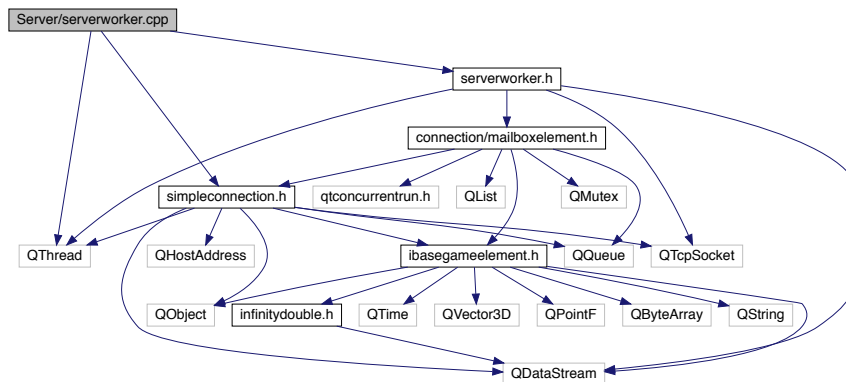 Server/serverworker.cpp
serverworker.h
connection/mailboxelement.h
simpleconnection.h
qtconcurrentrun.h
QList
QMutex
QThread
QHostAddress
ibasegameelement.h
QQueue
QTcpSocket
QObject
infinitydouble.h
QTime
QVector3D
QPointF
QByteArray
QString
QDataStream